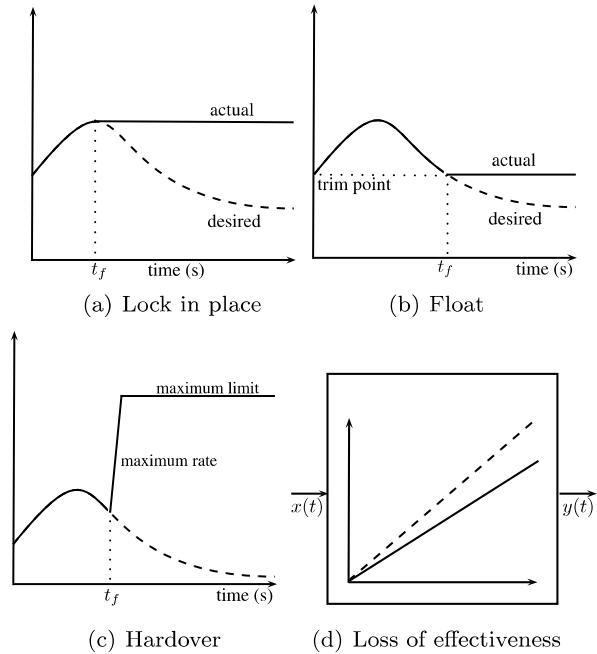 actual
desired
t_f
time (s)
(a) Lock in place
actual
trim point
desired
t_f
time (s)
(b) Float
maximum limit
maximum rate
t_f
time (s)
(c) Hardover
x(t)
y(t)
(d) Loss of effectiveness